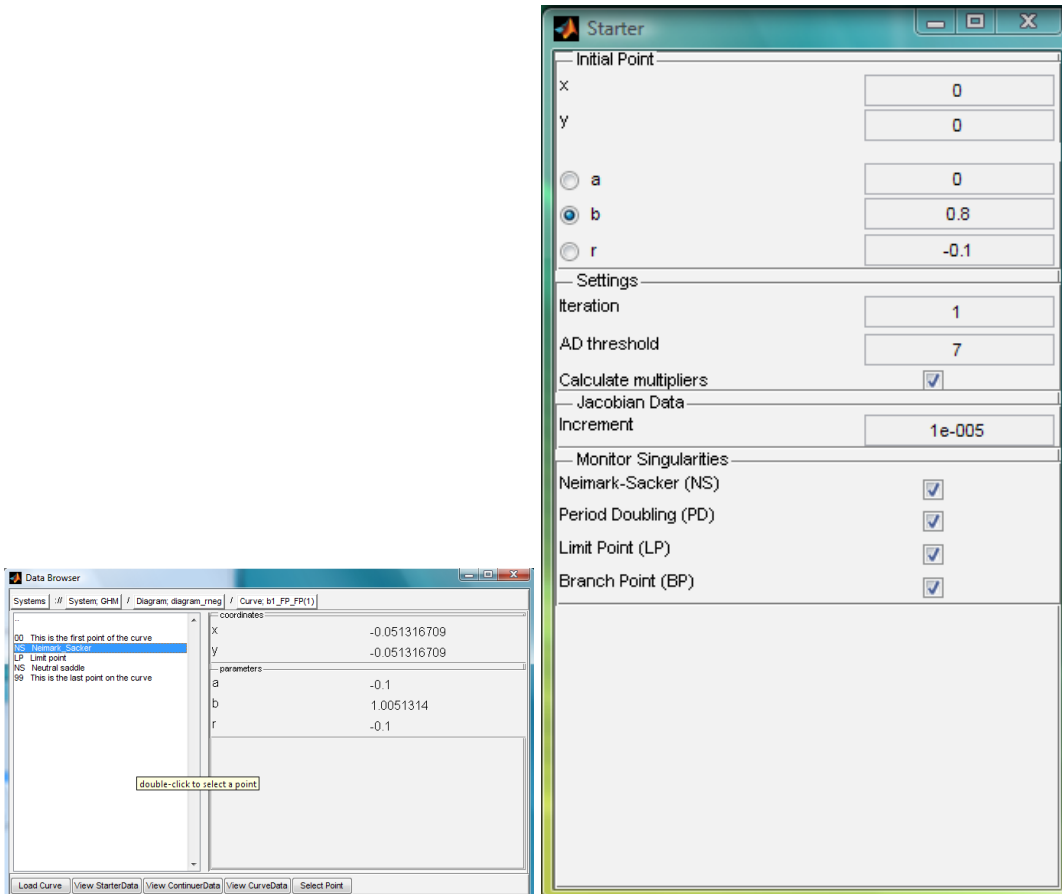 Starter
Initial Point
x 0
y 0
a 0
b 0.8
r -0.1
Settings
Iteration 1
AD threshold 7
Calculate multipliers
Jacobian Data
Increment 1e-005
Monitor Singularities
Neimark-Sacker (NS)
Period Doubling (PD)
Limit Point (LP)
Branch Point (BP)
Data Browser
Systems :// System; GHM / Diagram; diagram_rneg / Curve; b1_FP_FP(1)
..
00 This is the first point of the curve
NS Neimark_Sacker
LP Limit point
NS Neutral saddle
99 This is the last point on the curve
coordinates
x -0.051316709
y -0.051316709
parameters
a -0.1
b 1.0051314
r -0.1
double-click to select a point
Load Curve View StarterData View ContinuerData View CurveData Select Point